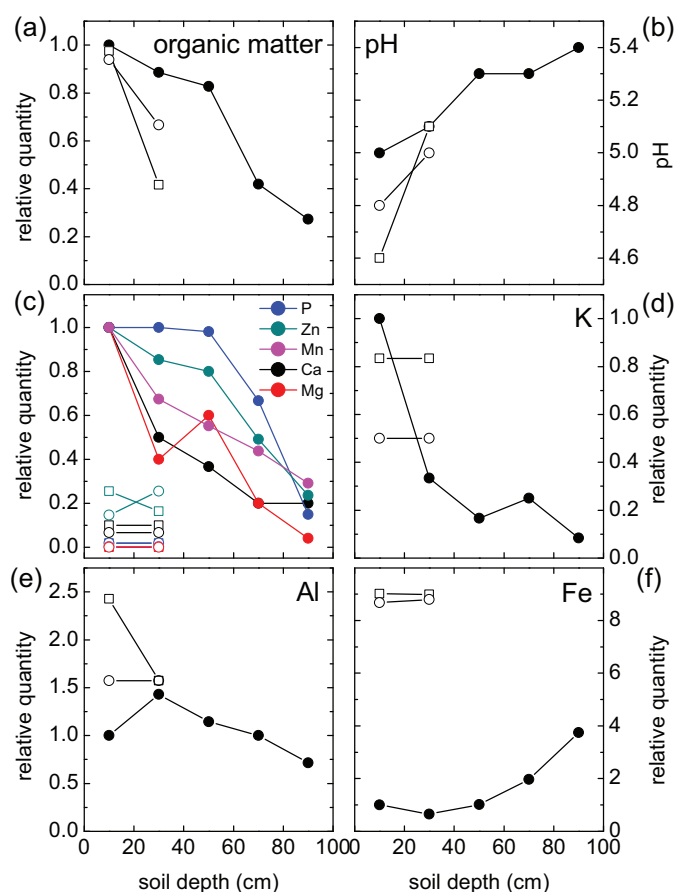 (a) organic matter pH (b)
1.0
0.8
0.6
0.4
0.2
0.0
relative quantity
5.4
5.2
5.0
4.8
4.6
pH
(c) P
Zn
Mn
Ca
Mg
1.0
0.8
0.6
0.4
0.2
0.0
relative quantity
K (d)
1.0
0.8
0.6
0.4
0.2
0.0
relative quantity
(e) Al
2.5
2.0
1.5
1.0
0.5
0.0
relative quantity
0 20 40 60 80 100
soil depth (cm)
Fe (f)
8
6
4
2
0
relative quantity
0 20 40 60 80 100
soil depth (cm)